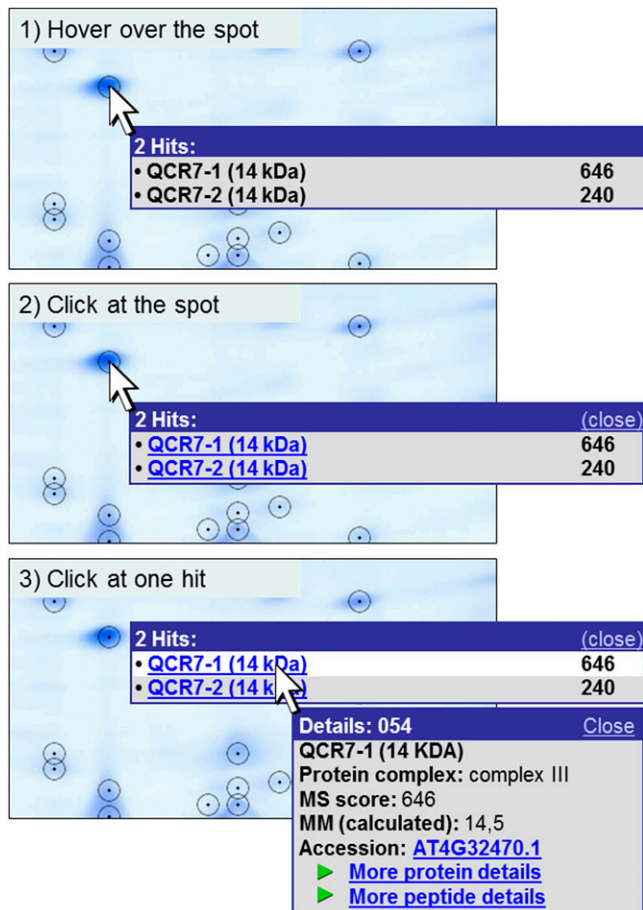 1) Hover over the spot
2 Hits:
• QCR7-1 (14 kDa) 646
• QCR7-2 (14 kDa) 240
2) Click at the spot
2 Hits: (close)
• QCR7-1 (14 kDa) 646
• QCR7-2 (14 kDa) 240
3) Click at one hit
2 Hits: (close)
• QCR7-1 (14 kDa) 646
• QCR7-2 (14 kDa) 240
Details: 054 Close
QCR7-1 (14 KDA)
Protein complex: complex III
MS score: 646
MM (calculated): 14,5
Accession: AT4G32470.1
More protein details
More peptide details